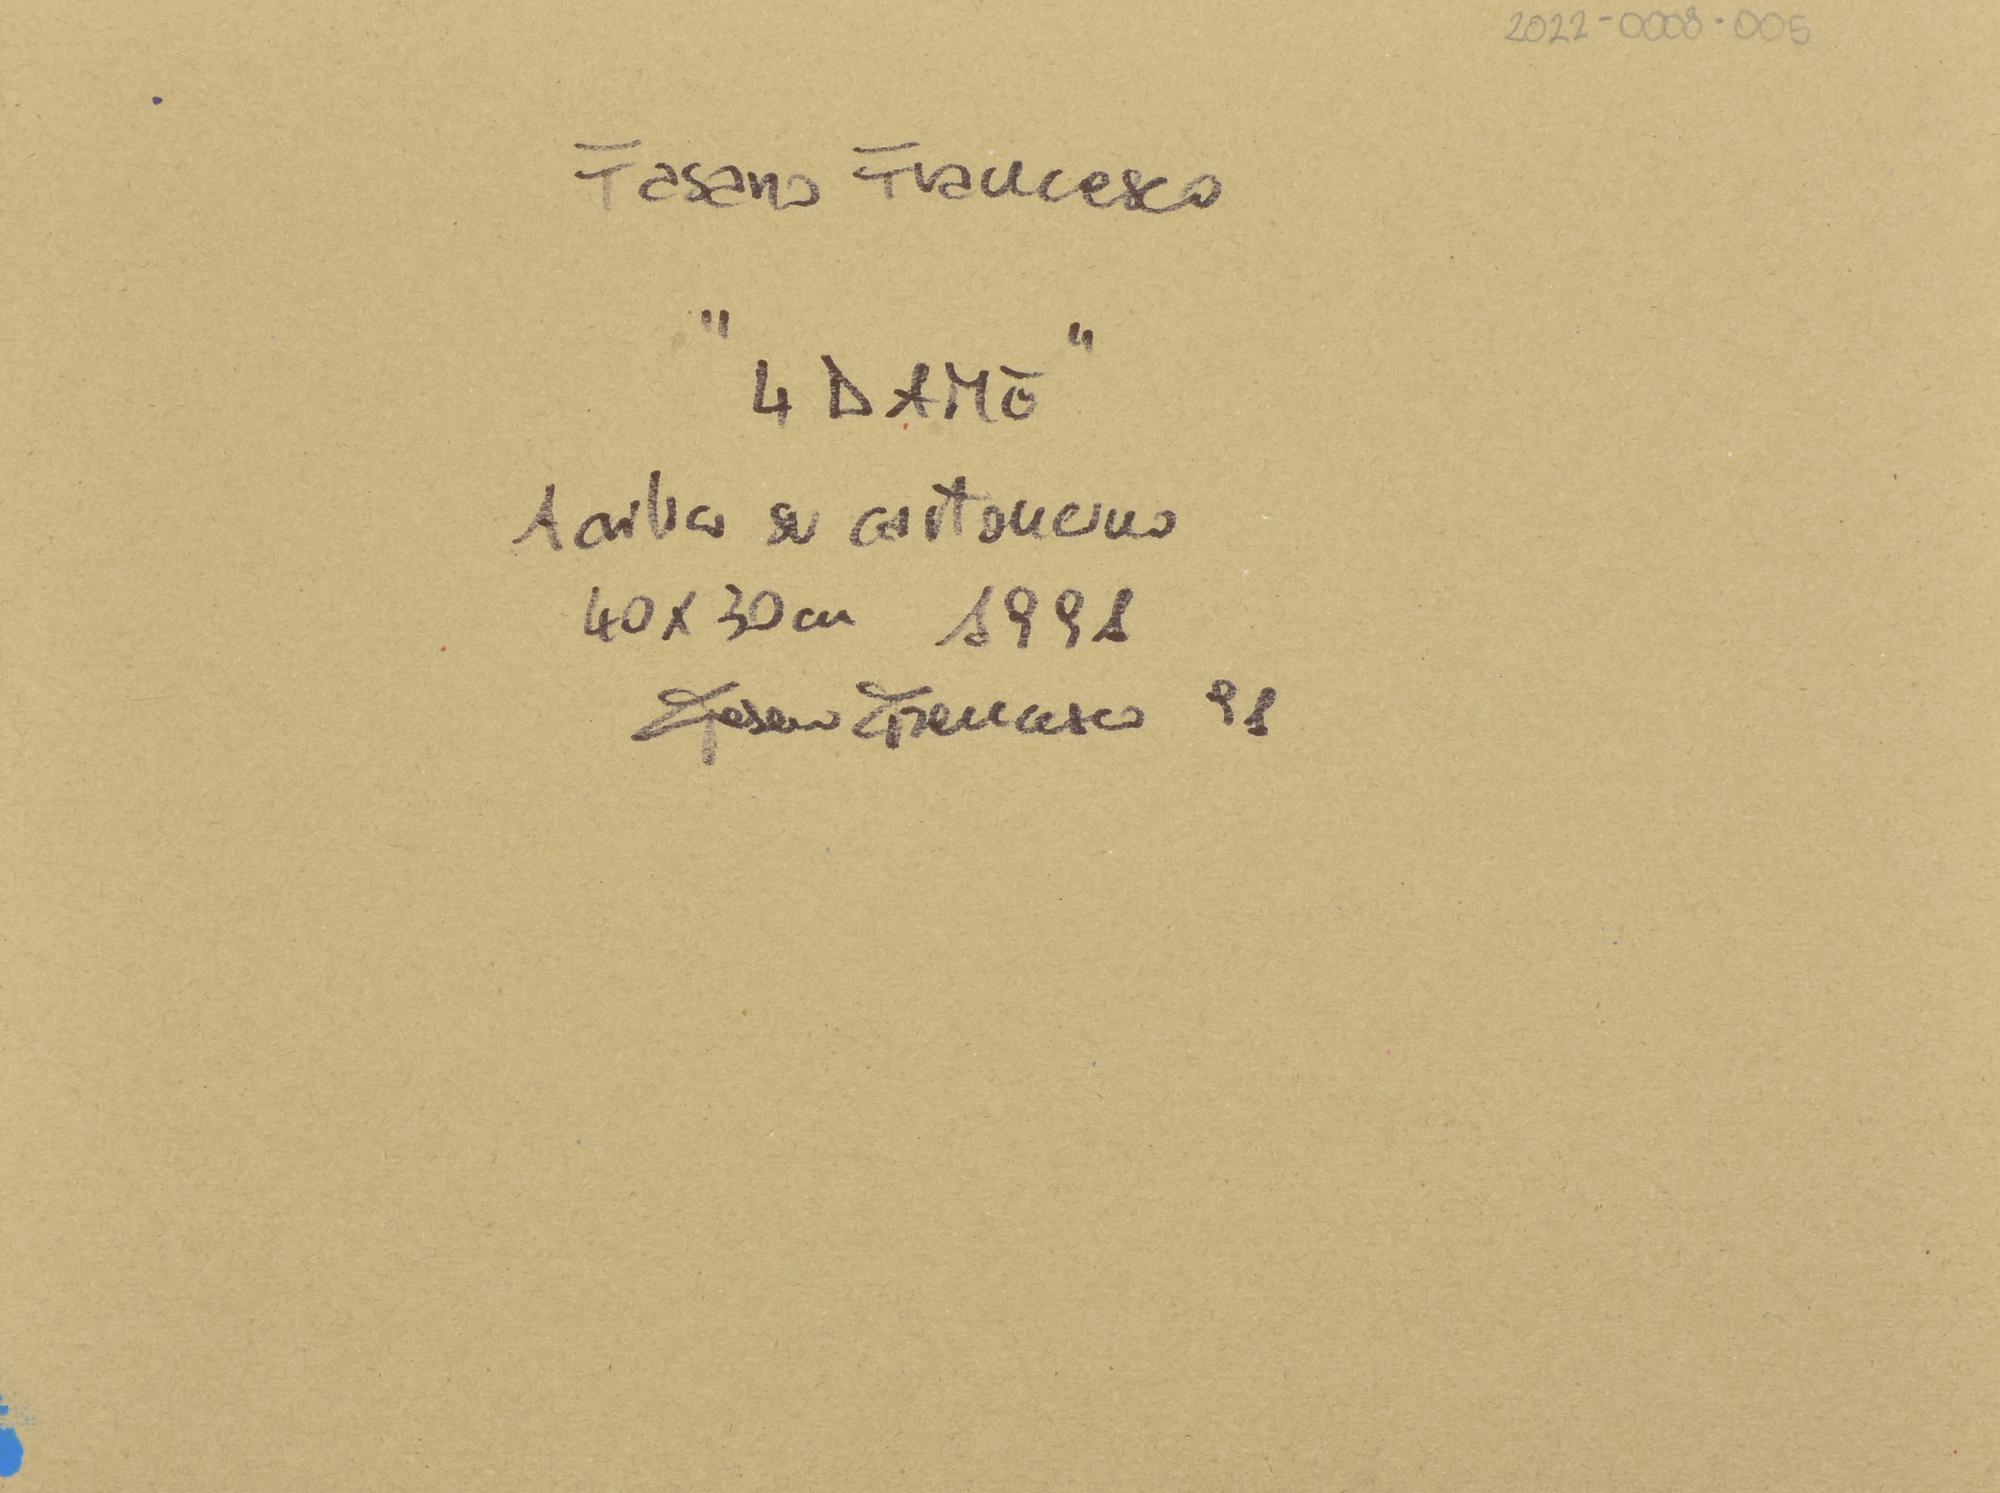 2022-0008-005
Fasano Francesco
"4 DAMO"
Acrilico su cartoncino
40x30cm 1991
Fasano Francesco 91